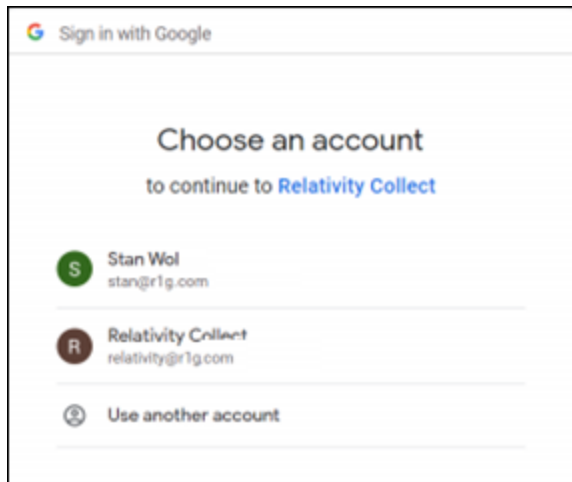 Sign in with Google
Choose an account
to continue to Relativity Collect
S
Stan Wol
stan@r1g.com
R
Relativity Collect
relativity@r1g.com
Use another account